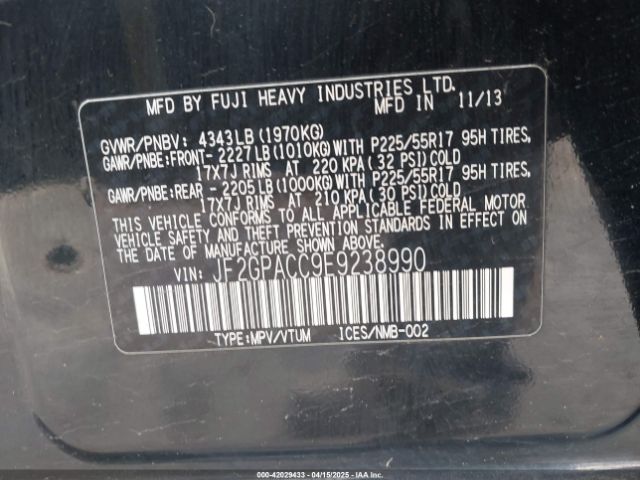 MFD BY FUJI HEAVY INDUSTRIES LTD.
MFD IN 11/13
GVWR/PNBV: 4343LB (1970KG)
GAWR/PNBE: FRONT- 2227LB (1010KG) WITH P225/55R17 95H TIRES,
17X7J RIMS AT 220 KPA (32 PSI) COLD
GAWR/PNBE: REAR - 2205LB (1000KG) WITH P225/55R17 95H TIRES,
17X7J RIMS AT 210 KPA (30 PSI) COLD
THIS VEHICLE CONFORMS TO ALL APPLICABLE FEDERAL MOTOR
VEHICLE SAFETY AND THEFT PREVENTION STANDARDS IN EFFECT ON
THE DATE OF MANUFACTURE SHOWN ABOVE.
VIN: JF2GPACC9E9238990
TYPE:MPV/VTUM ICES/NMB-002
000-42029433 - 04/15/2025 - IAAI.COM